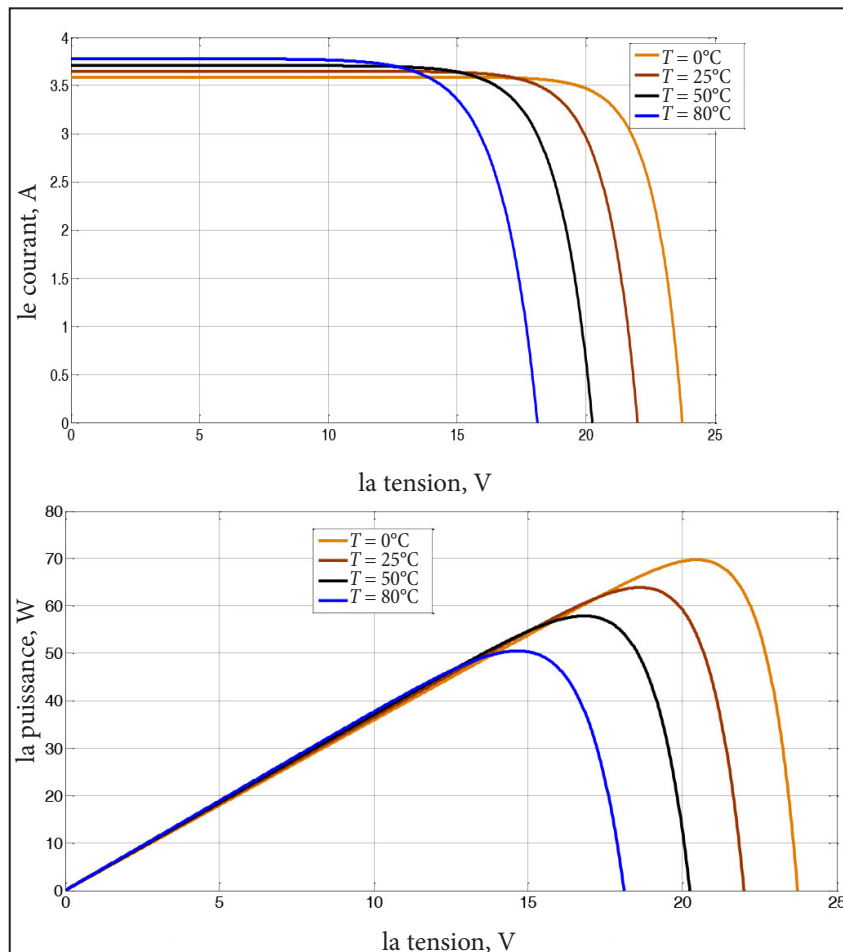 4
3.5
3
2.5
2
1.5
1
0.5
0
le courant, A
T = 0°C
T = 25°C
T = 50°C
T = 80°C
0 5 10 15 20 25
la tension, V
80
70
60
50
40
30
20
10
0
la puissance, W
T = 0°C
T = 25°C
T = 50°C
T = 80°C
0 5 10 15 20 25
la tension, V